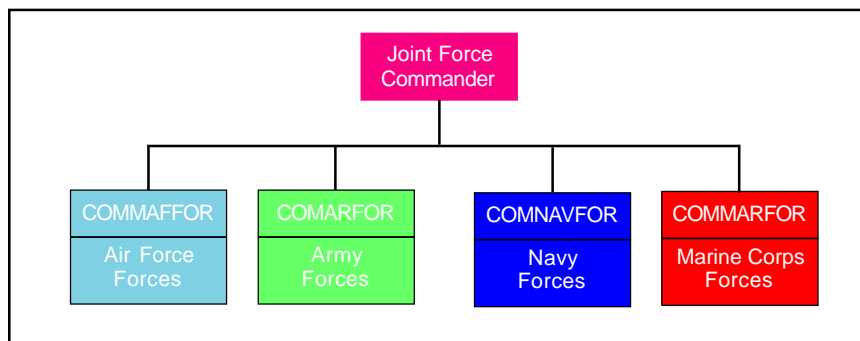 Joint Force
Commander
COMMAFFOR
Air Force
Forces
COMARFOR
Army
Forces
COMNAVFOR
Navy
Forces
COMMARFOR
Marine Corps
Forces